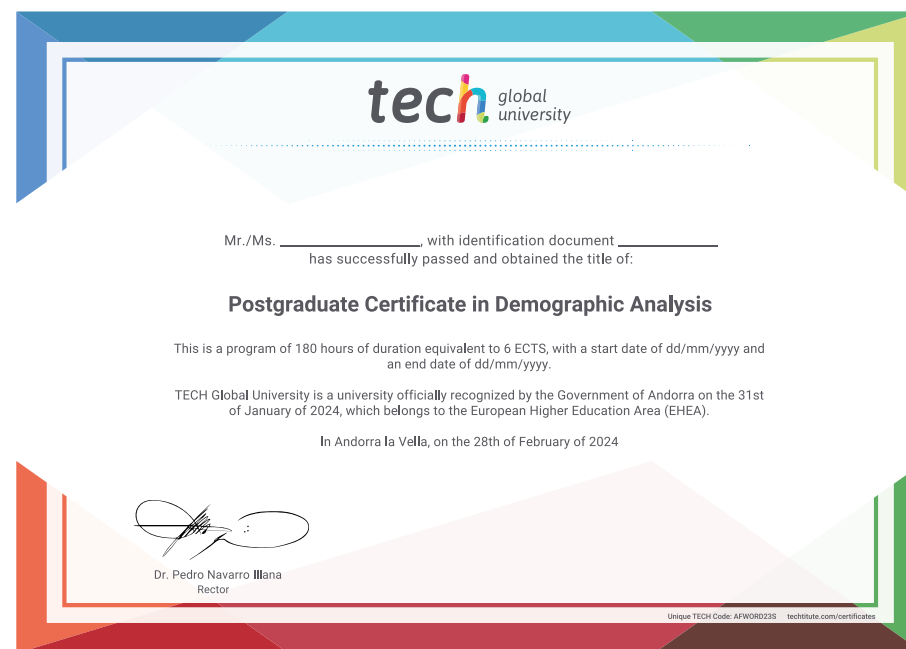 tech global university
Mr./Ms. ____________, with identification document ____________
has successfully passed and obtained the title of:
Postgraduate Certificate in Demographic Analysis
This is a program of 180 hours of duration equivalent to 6 ECTS, with a start date of dd/mm/yyyy and
an end date of dd/mm/yyyy.
TECH Global University is a university officially recognized by the Government of Andorra on the 31st
of January of 2024, which belongs to the European Higher Education Area (EHEA).
In Andorra la Vella, on the 28th of February of 2024
Dr. Pedro Navarro Illana
Rector
Unique TECH Code: AFWORD23S techtitute.com/certificates